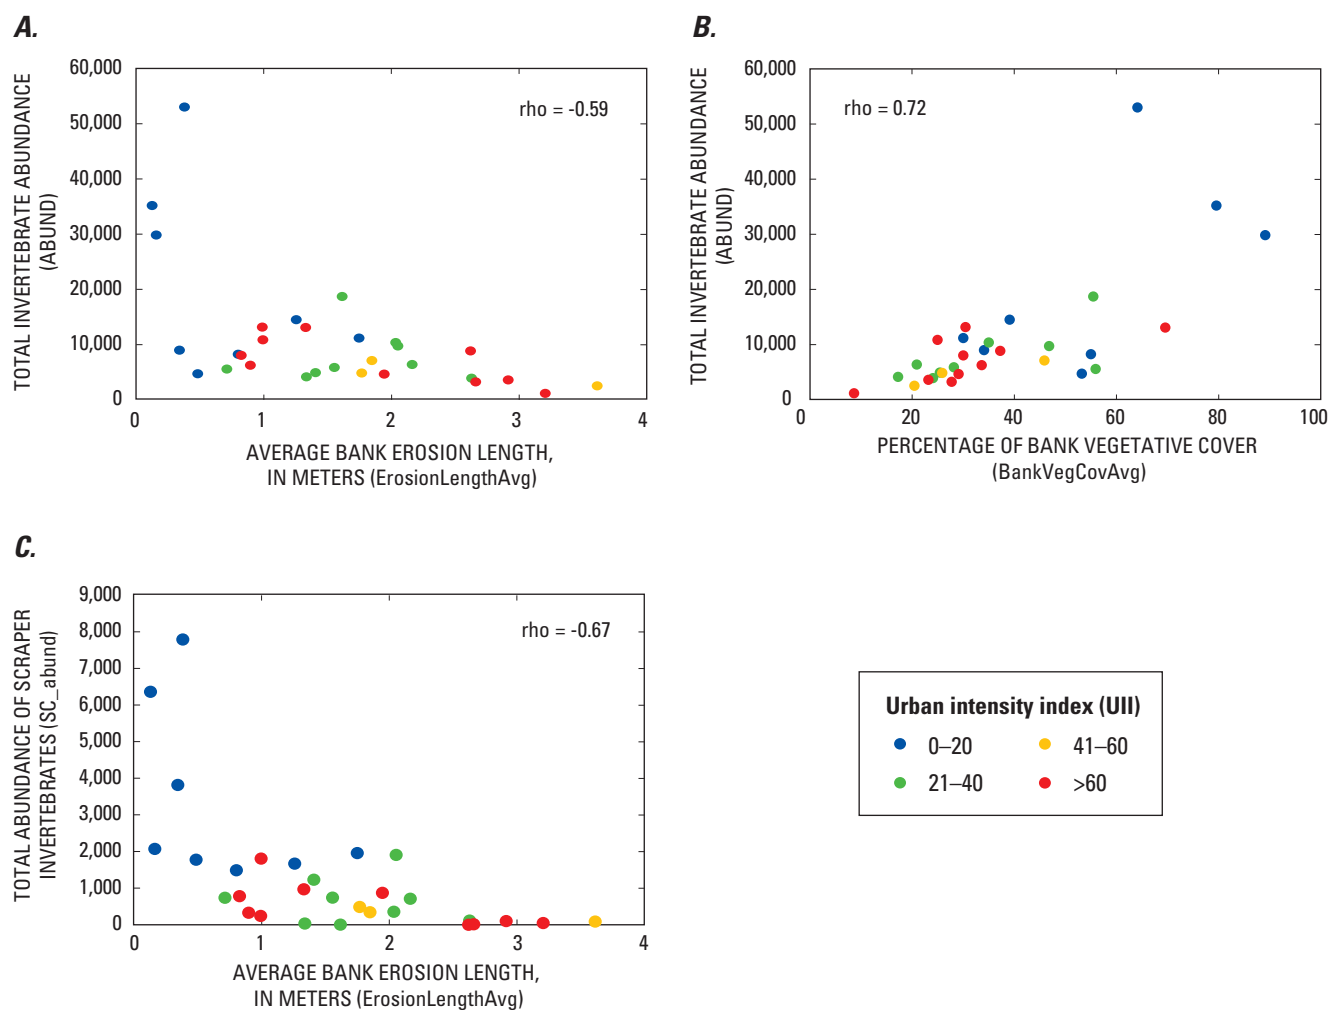 A.
TOTAL INVERTEBRATE ABUNDANCE
(ABUND)
60,000
50,000
40,000
30,000
20,000
10,000
0
rho = -0.59
0 1 2 3 4
AVERAGE BANK EROSION LENGTH,
IN METERS (ErosionLengthAvg)
B.
TOTAL INVERTEBRATE ABUNDANCE
(ABUND)
60,000
50,000
40,000
30,000
20,000
10,000
0
rho = 0.72
0 20 40 60 80 100
PERCENTAGE OF BANK VEGETATIVE COVER
(BankVegCovAvg)
C.
TOTAL ABUNDANCE OF SCRAPER
INVERTEBRATES (SC_abund)
9,000
8,000
7,000
6,000
5,000
4,000
3,000
2,000
1,000
0
rho = -0.67
0 1 2 3 4
AVERAGE BANK EROSION LENGTH,
IN METERS (ErosionLengthAvg)
Urban intensity index (UII)
0–20 41–60
21–40 >60